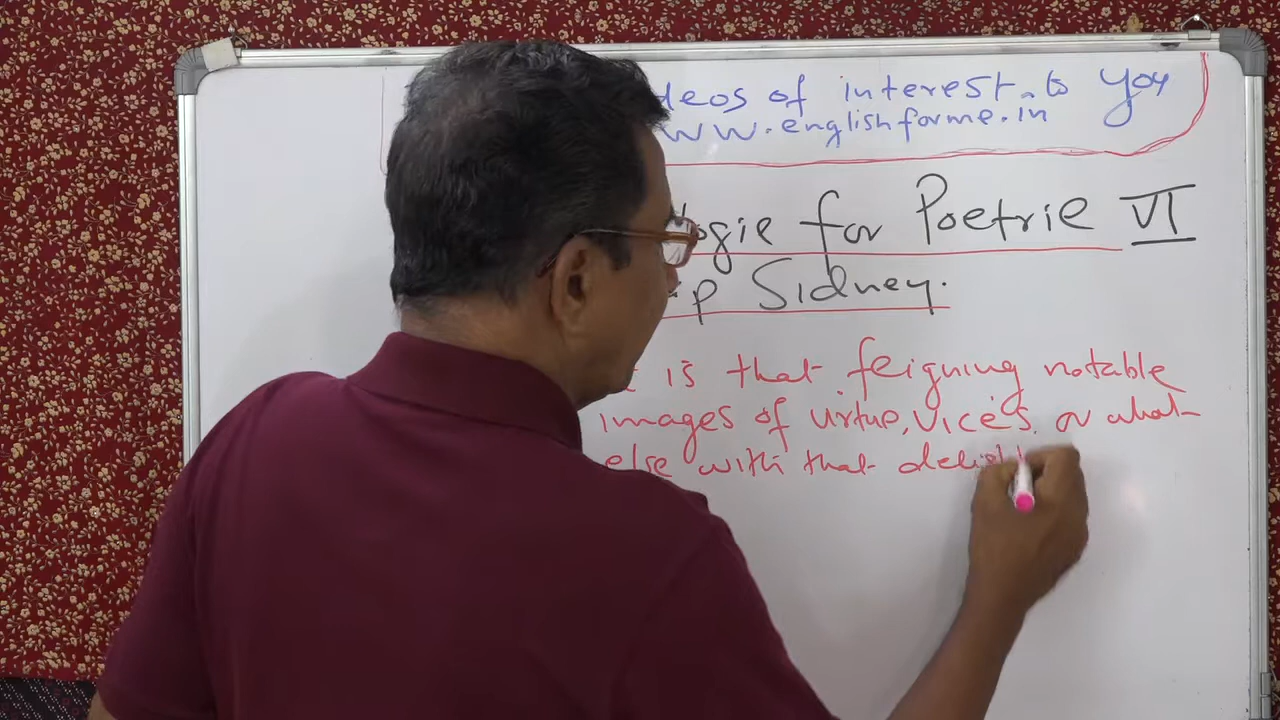 deos of interest to you
WW.englishforme.in
logie for Poetrie VI
p Sidney.
is that feigning notable
images of virtue, vices, or what
else with that deligh